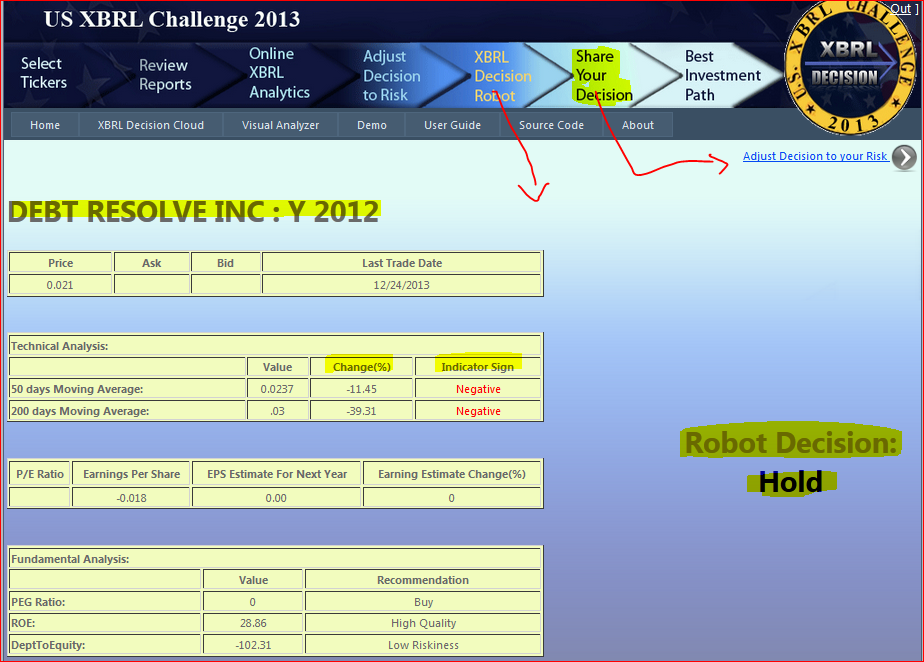 US XBRL Challenge 2013
Out ]
Select
Tickers
Review
Reports
Online
XBRL
Analytics
Adjust
Decision
to Risk
XBRL
Decision
Robot
Share
Your
Decision
Best
Investment
Path
U.S. XBRL CHALLENGE
XBRL
DECISION
2013
Home XBRL Decision Cloud Visual Analyzer Demo User Guide Source Code About
Adjust Decision to your Risk
DEBT RESOLVE INC : Y 2012
Price Ask Bid Last Trade Date
0.021 12/24/2013
Technical Analysis:
Value Change(%) Indicator Sign
50 days Moving Average: 0.0237 -11.45 Negative
200 days Moving Average: .03 -39.31 Negative
Robot Decision:
Hold
P/E Ratio Earnings Per Share EPS Estimate For Next Year Earning Estimate Change(%)
-0.018 0.00 0
Fundamental Analysis:
Value Recommendation
PEG Ratio: 0 Buy
ROE: 28.86 High Quality
DeptToEquity: -102.31 Low Riskiness